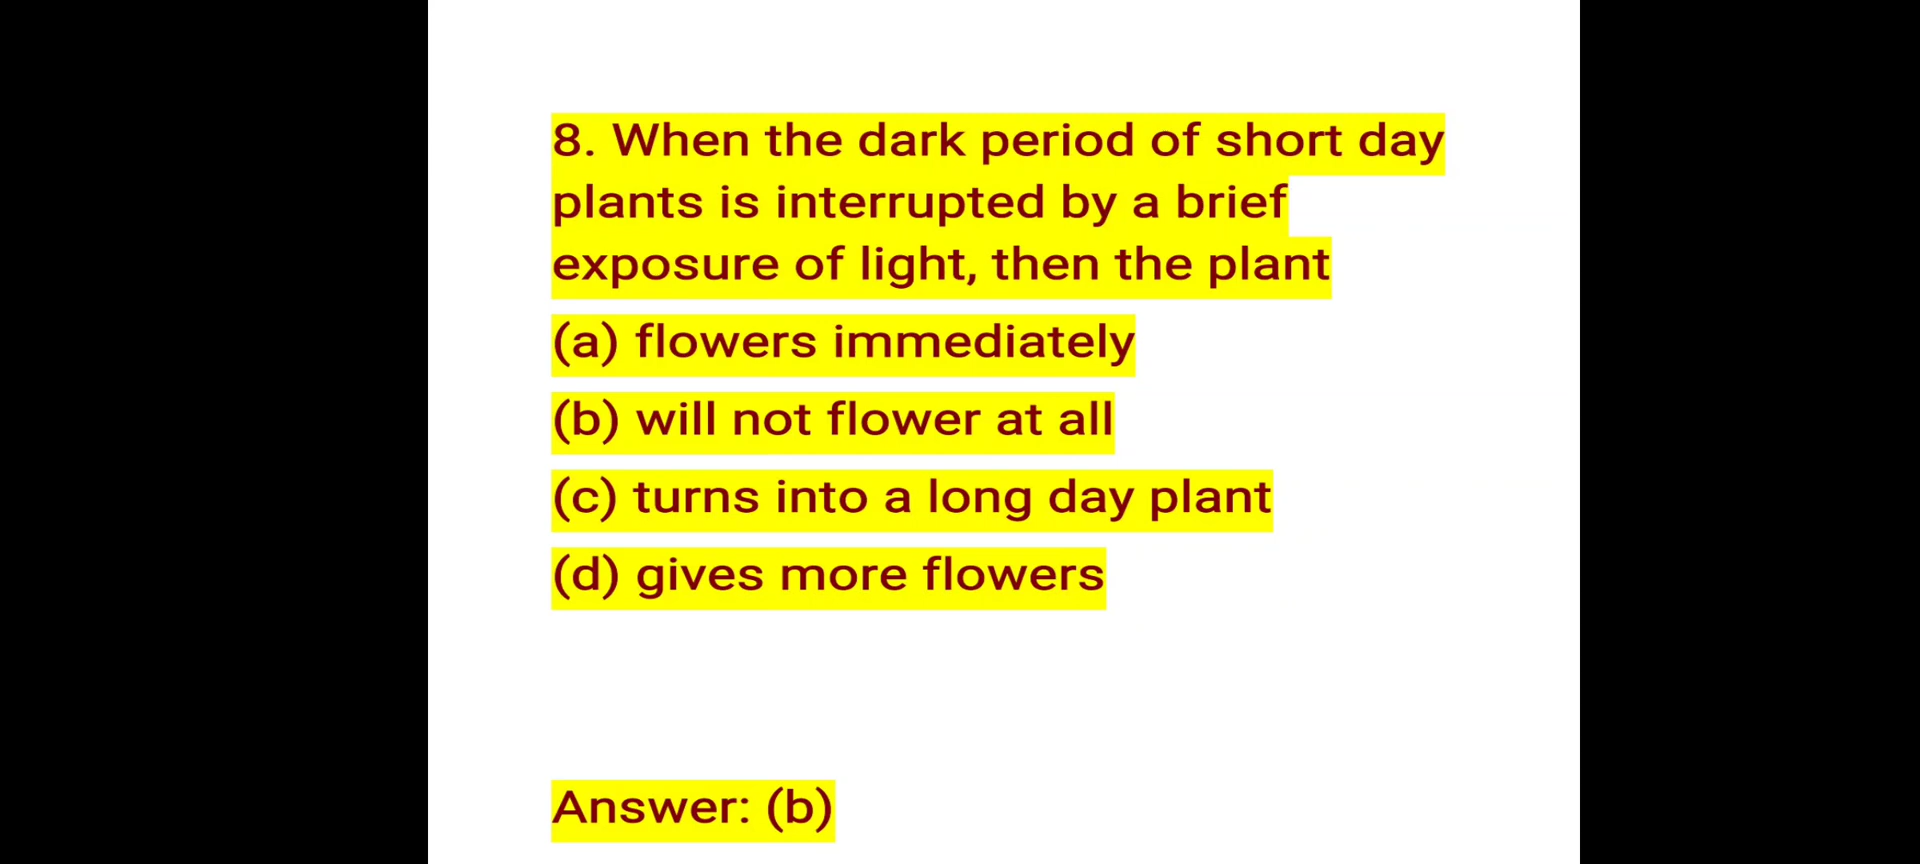 8. When the dark period of short day
plants is interrupted by a brief
exposure of light, then the plant
(a) flowers immediately
(b) will not flower at all
(c) turns into a long day plant
(d) gives more flowers
Answer: (b)